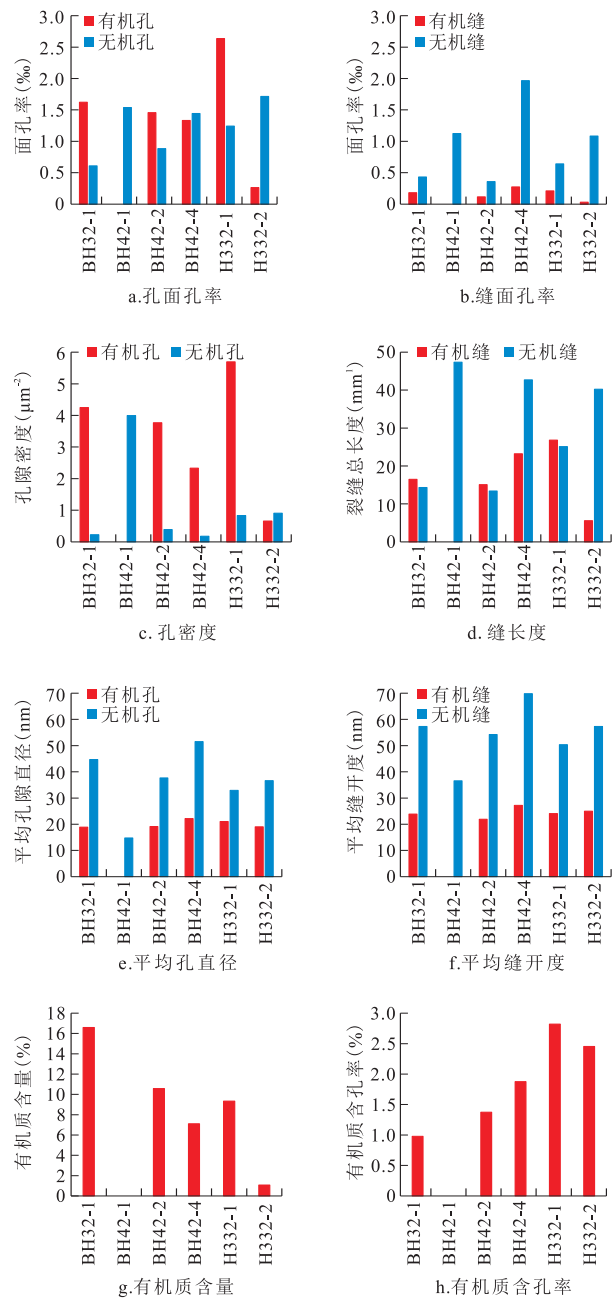 有机孔
无机孔
面孔率(‰)
3.0
2.5
2.0
1.5
1.0
0.5
0
BH32-1
BH42-1
BH42-2
BH42-4
H332-1
H332-2
a.孔面孔率
有机缝
无机缝
面孔率(‰)
3.0
2.5
2.0
1.5
1.0
0.5
0
BH32-1
BH42-1
BH42-2
BH42-4
H332-1
H332-2
b.缝面孔率
有机孔 无机孔
孔隙密度(μm⁻²)
6
5
4
3
2
1
0
BH32-1
BH42-1
BH42-2
BH42-4
H332-1
H332-2
c.孔密度
有机缝 无机缝
裂缝总长度(mm¹)
50
40
30
20
10
0
BH32-1
BH42-1
BH42-2
BH42-4
H332-1
H332-2
d.缝长度
有机孔
无机孔
平均孔隙直径(nm)
70
60
50
40
30
20
10
0
BH32-1
BH42-1
BH42-2
BH42-4
H332-1
H332-2
e.平均孔直径
有机缝
无机缝
平均缝开度(nm)
70
60
50
40
30
20
10
0
BH32-1
BH42-1
BH42-2
BH42-4
H332-1
H332-2
f.平均缝开度
有机质含量(%)
18
16
14
12
10
8
6
4
2
0
BH32-1
BH42-1
BH42-2
BH42-4
H332-1
H332-2
g.有机质含量
有机质含孔率(%)
3.0
2.5
2.0
1.5
1.0
0.5
0
BH32-1
BH42-1
BH42-2
BH42-4
H332-1
H332-2
h.有机质含孔率